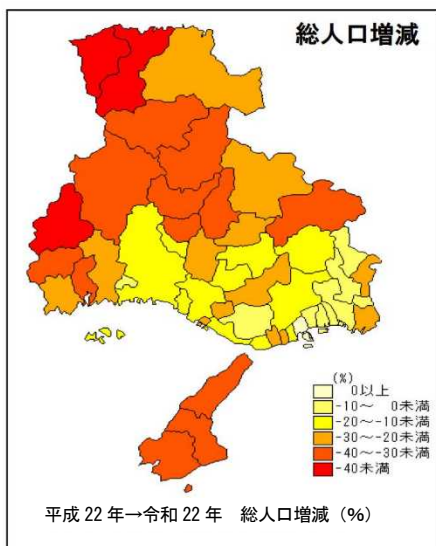 総人口増減
(%)
0以上
-10～ 0未満
-20～-10未満
-30～-20未満
-40～-30未満
-40未満
平成 22 年→令和 22 年 総人口増減（%）